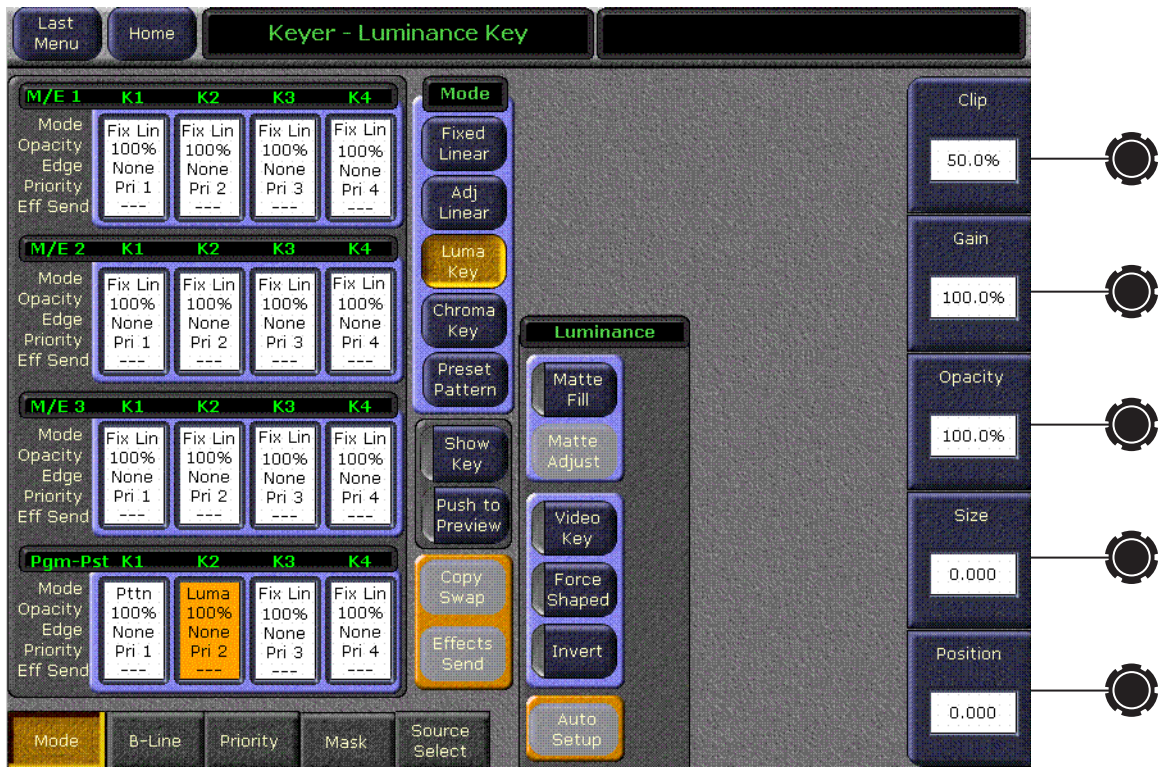 Last
Menu
Home
Keyer - Luminance Key
M/E 1 K1 K2 K3 K4
Mode Fix Lin Fix Lin Fix Lin Fix Lin
Opacity 100% 100% 100% 100%
Edge None None None None
Priority Pri 1 Pri 2 Pri 3 Pri 4
Eff Send --- --- --- ---
M/E 2 K1 K2 K3 K4
Mode Fix Lin Fix Lin Fix Lin Fix Lin
Opacity 100% 100% 100% 100%
Edge None None None None
Priority Pri 1 Pri 2 Pri 3 Pri 4
Eff Send --- --- --- ---
M/E 3 K1 K2 K3 K4
Mode Fix Lin Fix Lin Fix Lin Fix Lin
Opacity 100% 100% 100% 100%
Edge None None None None
Priority Pri 1 Pri 2 Pri 3 Pri 4
Eff Send --- --- --- ---
Pgm-Pst K1 K2 K3 K4
Mode Pttn Luma Fix Lin Fix Lin
Opacity 100% 100% 100% 100%
Edge None None None None
Priority Pri 1 Pri 2 Pri 3 Pri 4
Eff Send --- --- --- ---
Mode
Fixed
Linear
Adj
Linear
Luma
Key
Chroma
Key
Preset
Pattern
Show
Key
Push to
Preview
Copy
Swap
Effects
Send
Luminance
Matte
Fill
Matte
Adjust
Video
Key
Force
Shaped
Invert
Auto
Setup
Clip
50.0%
Gain
100.0%
Opacity
100.0%
Size
0.000
Position
0.000
Mode
B-Line
Priority
Mask
Source
Select